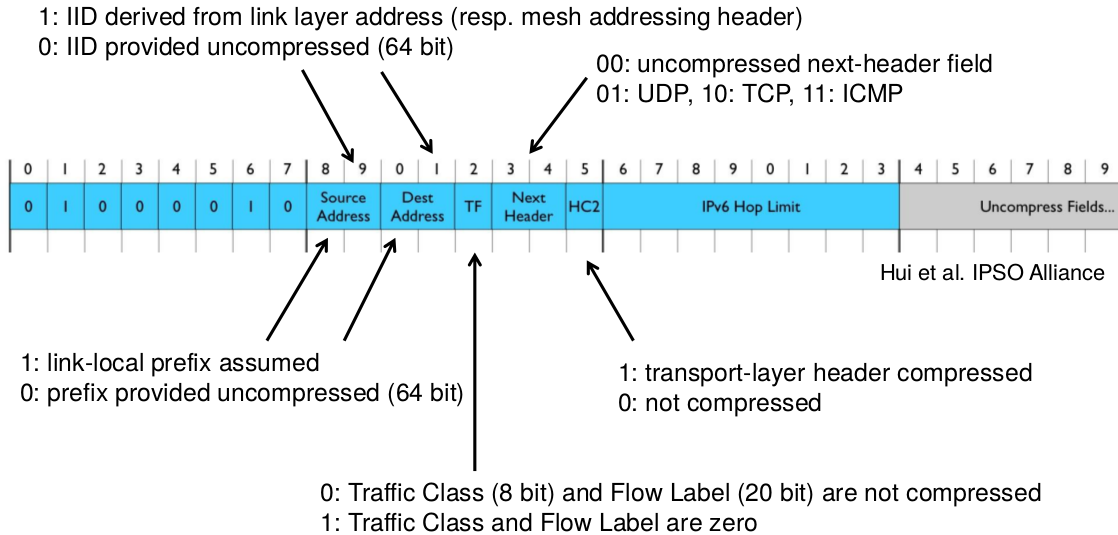 1: IID derived from link layer address (resp. mesh addressing header)
0: IID provided uncompressed (64 bit)
00: uncompressed next-header field
01: UDP, 10: TCP, 11: ICMP
0 1 2 3 4 5 6 7 8 9 0 1 2 3 4 5 6 7 8 9 0 1 2 3 4 5 6 7 8 9
0 1 0 0 0 0 1 0 Source Address Dest Address TF Next Header HC2 IPv6 Hop Limit Uncompress Fields...
Hui et al. IPSO Alliance
1: link-local prefix assumed
0: prefix provided uncompressed (64 bit)
1: transport-layer header compressed
0: not compressed
0: Traffic Class (8 bit) and Flow Label (20 bit) are not compressed
1: Traffic Class and Flow Label are zero